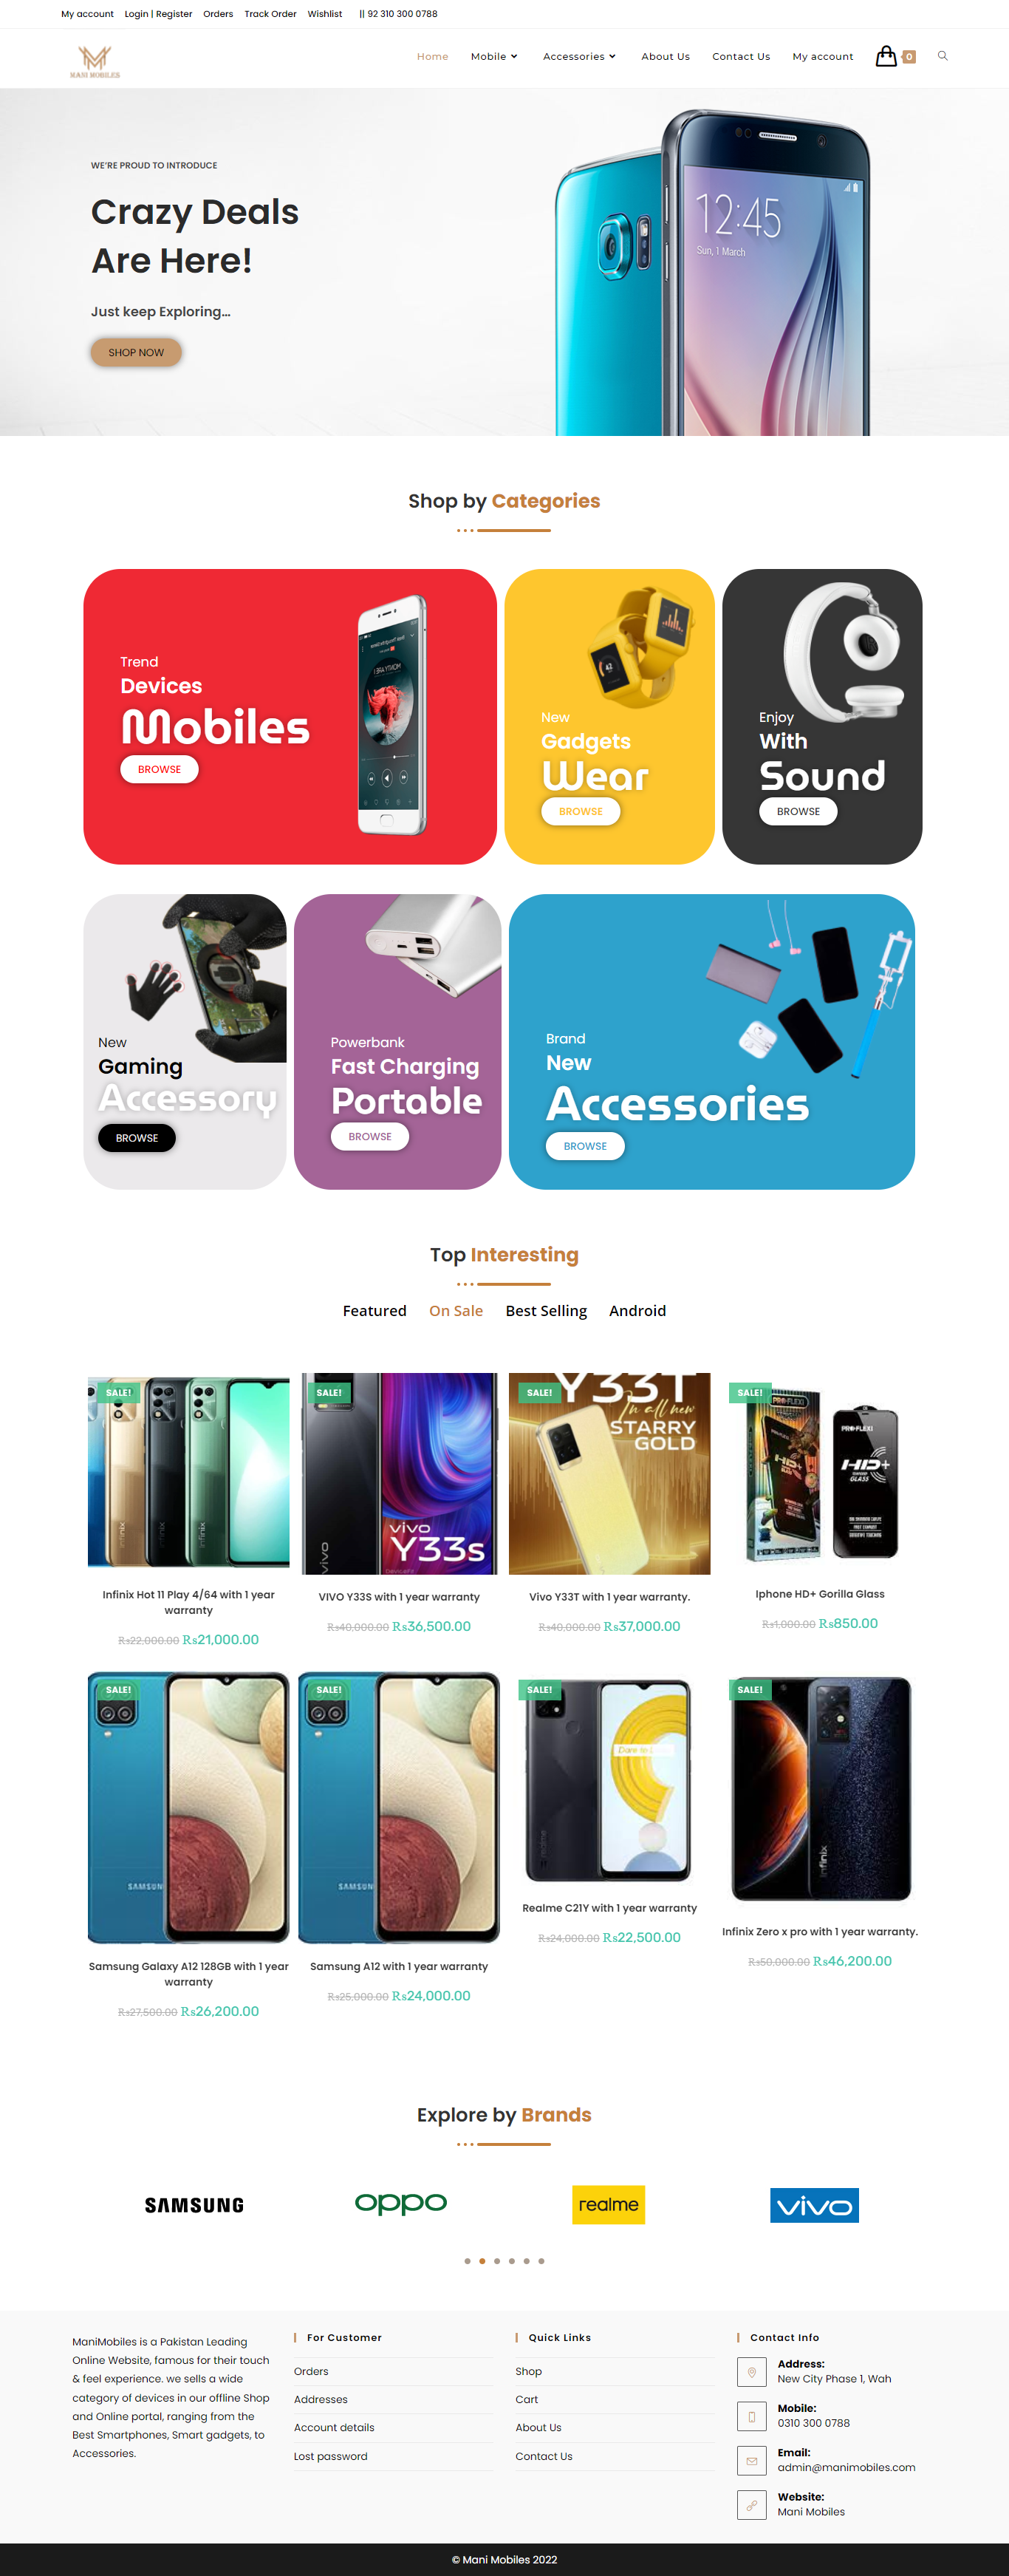 My account Login | Register Orders Track Order Wishlist || 92 310 300 0788
MANI MOBILES
Home Mobile Accessories About Us Contact Us My account 0
WE'RE PROUD TO INTRODUCE
Crazy Deals
Are Here!
Just keep Exploring...
SHOP NOW
12:45
Sun, 1 March
Shop by Categories
Trend
Devices
Mobiles
BROWSE
New
Gadgets
Wear
BROWSE
Enjoy
With
Sound
BROWSE
New
Gaming
Accessory
BROWSE
Powerbank
Fast Charging
Portable
BROWSE
Brand
New
Accessories
BROWSE
Top Interesting
Featured On Sale Best Selling Android
SALE!
Infinix
Infinix Hot 11 Play 4/64 with 1 year
warranty
Rs22,000.00 Rs21,000.00
SALE!
vivo
vivo
Y33s
VIVO Y33S with 1 year warranty
Rs40,000.00 Rs36,500.00
SALE!
Y33T
I'm all new
STARRY
GOLD
Vivo Y33T with 1 year warranty.
Rs40,000.00 Rs37,000.00
SALE!
PRO-FLEXI
PRO-FLEXI
HD+
GLASS
Iphone HD+ Gorilla Glass
Rs1,000.00 Rs850.00
SALE!
SAMSUN
Samsung Galaxy A12 128GB with 1 year
warranty
Rs27,500.00 Rs26,200.00
SALE!
SAMSUN
Samsung A12 with 1 year warranty
Rs25,000.00 Rs24,000.00
SALE!
realme
Realme C21Y with 1 year warranty
Rs24,000.00 Rs22,500.00
SALE!
Infinix
Infinix Zero x pro with 1 year warranty.
Rs50,000.00 Rs46,200.00
Explore by Brands
SAMSUNG
oppo
realme
vivo
ManiMobiles is a Pakistan Leading
Online Website, famous for their touch
& feel experience. we sells a wide
category of devices in our offline Shop
and Online portal, ranging from the
Best Smartphones, Smart gadgets, to
Accessories.
For Customer
Orders
Addresses
Account details
Lost password
Quick Links
Shop
Cart
About Us
Contact Us
Contact Info
Address:
New City Phase 1, Wah
Mobile:
0310 300 0788
Email:
admin@manimobiles.com
Website:
Mani Mobiles
© Mani Mobiles 2022